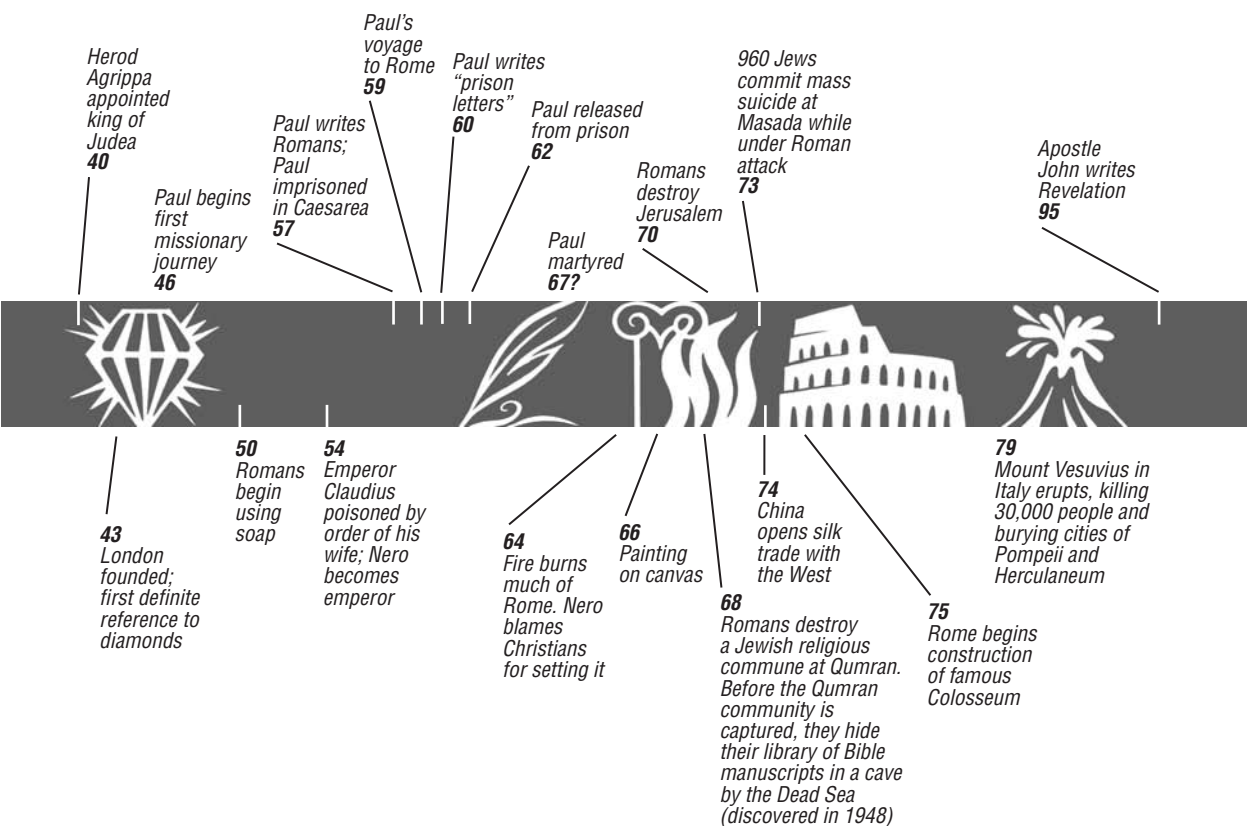 Herod
Agrippa
appointed
king of
Judea
40
Paul begins
first
missionary
journey
46
Paul writes
Romans;
Paul
imprisoned
in Caesarea
57
Paul's
voyage
to Rome
59
Paul writes
“prison
letters”
60
Paul released
from prison
62
Paul
martyred
67?
Romans
destroy
Jerusalem
70
960 Jews
commit mass
suicide at
Masada while
under Roman
attack
73
Apostle
John writes
Revelation
95
43
London
founded;
first definite
reference to
diamonds
50
Romans
begin
using
soap
54
Emperor
Claudius
poisoned by
order of his
wife; Nero
becomes
emperor
64
Fire burns
much of
Rome. Nero
blames
Christians
for setting it
66
Painting
on canvas
68
Romans destroy
a Jewish religious
commune at Qumran.
Before the Qumran
community is
captured, they hide
their library of Bible
manuscripts in a cave
by the Dead Sea
(discovered in 1948)
74
China
opens silk
trade with
the West
75
Rome begins
construction
of famous
Colosseum
79
Mount Vesuvius in
Italy erupts, killing
30,000 people and
burying cities of
Pompeii and
Herculaneum